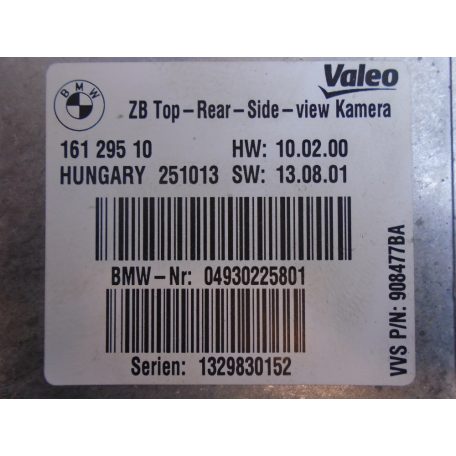 BMW
Valeo
ZB Top-Rear-Side-view Kamera
161 295 10 HW: 10.02.00
HUNGARY 251013 SW: 13.08.01
BMW-Nr: 04930225801
Serien: 1329830152
VVS P/N: 908477BA